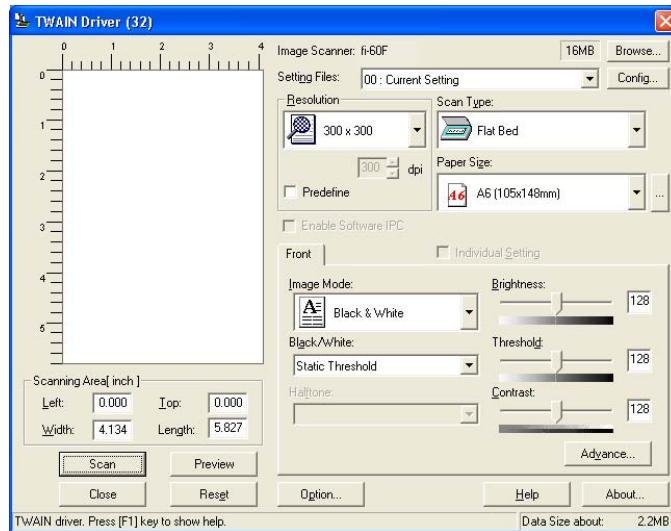 TWAIN Driver (32)
0 1 2 3 4
0
1
2
3
4
5
Image Scanner: fi-60F
16MB
Browse...
Setting Files:
00 : Current Setting
Config...
Resolution
300 x 300
300 dpi
Predefine
Scan Type:
Flat Bed
Paper Size:
A6
A6 (105x148mm)
...
Enable Software IPC
Front
Individual Setting
Image Mode:
A
Black & White
Brightness:
128
Black/White:
Static Threshold
Threshold:
128
Halftone:
Contrast:
128
Advance...
Scanning Area[ inch ]
Left: 0.000 Top: 0.000
Width: 4.134 Length: 5.827
Scan Preview
Close Reset Option... Help About...
TWAIN driver. Press [F1] key to show help.
Data Size about: 2.2MB